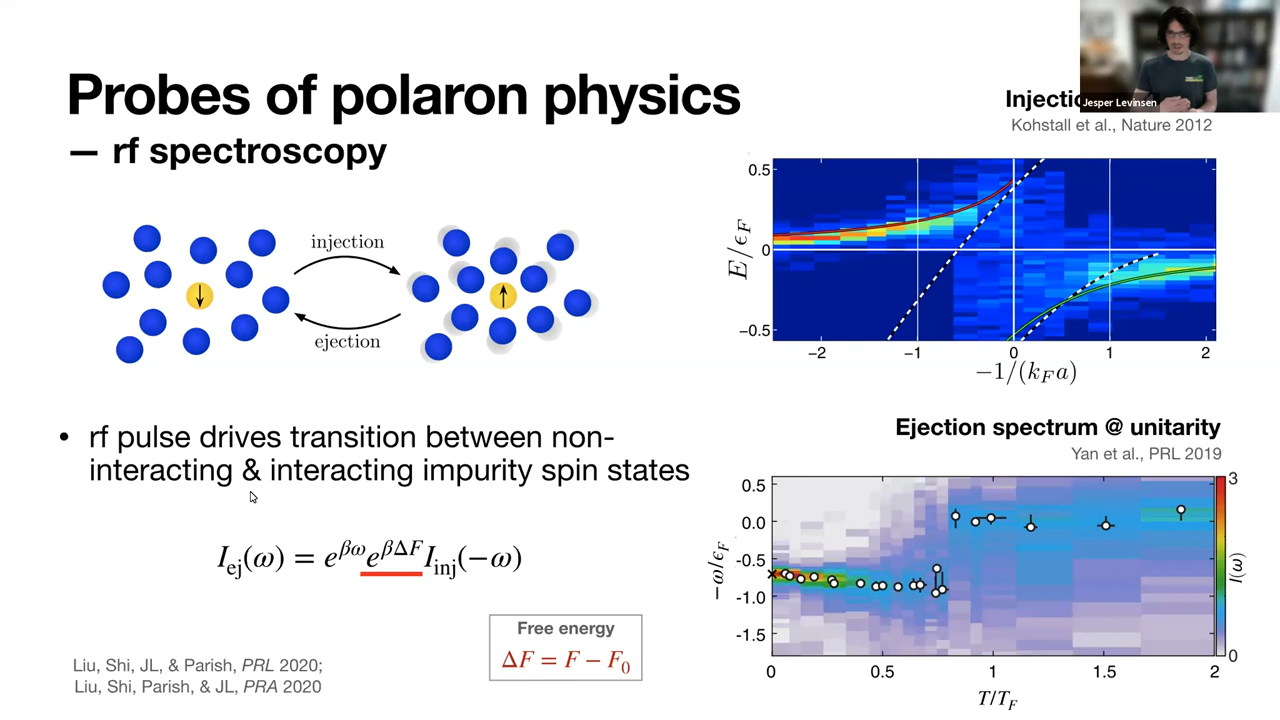 Probes of polaron physics
— rf spectroscopy
injection
ejection
• rf pulse drives transition between non-
interacting & interacting impurity spin states
I_ej(ω) = e^{βω}e^{βΔF}I_inj(−ω)
Free energy
ΔF = F − F₀
Liu, Shi, JL, & Parish, PRL 2020;
Liu, Shi, Parish, & JL, PRA 2020
Jesper Levinsen
Kohstall et al., Nature 2012
E/ϵ_F
0.5
0
−0.5
−2 −1 0 1 2
−1/(k_F a)
Ejection spectrum @ unitarity
Yan et al., PRL 2019
−ω/ϵ_F
0.5
0.0
-0.5
-1.0
-1.5
0 0.5 1 1.5 2
T/T_F
3
I(ω)
0